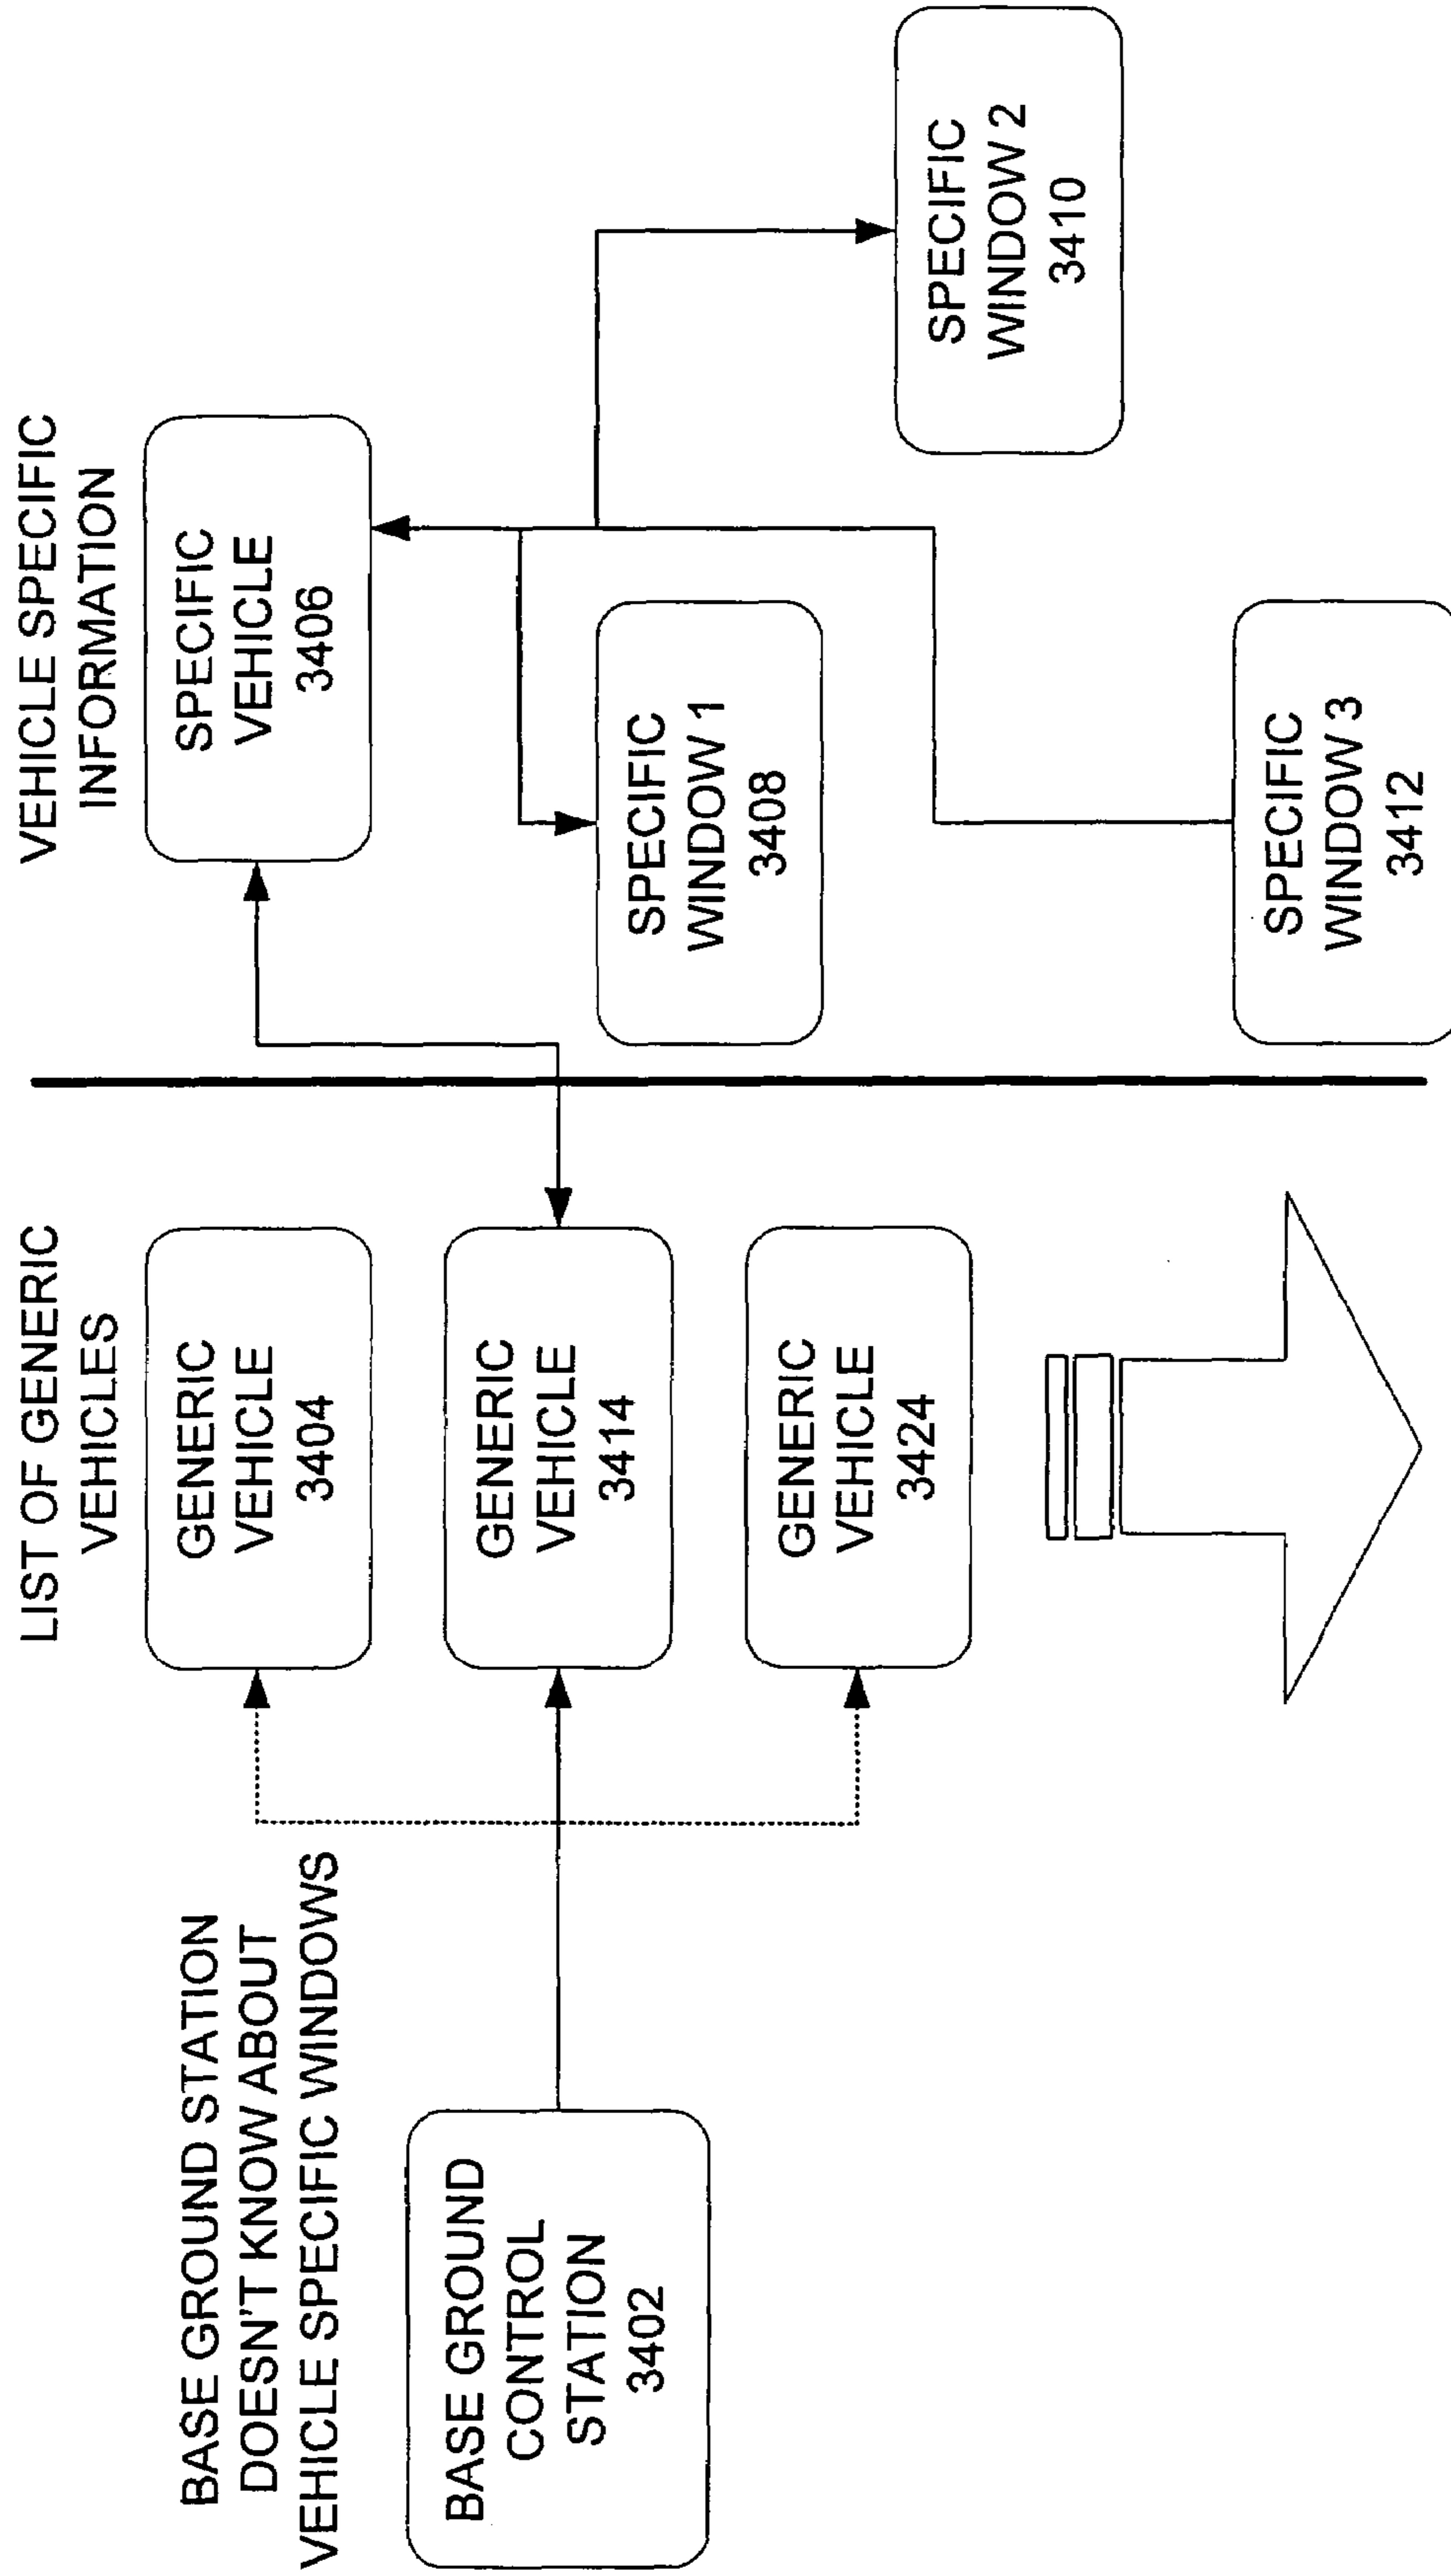 BASE GROUND STATION
DOESN'T KNOW ABOUT
VEHICLE SPECIFIC WINDOWS
BASE GROUND
CONTROL
STATION
3402
LIST OF GENERIC
VEHICLES
GENERIC
VEHICLE
3404
GENERIC
VEHICLE
3414
GENERIC
VEHICLE
3424
VEHICLE SPECIFIC
INFORMATION
SPECIFIC
VEHICLE
3406
SPECIFIC
WINDOW 1
3408
SPECIFIC
WINDOW 2
3410
SPECIFIC
WINDOW 3
3412